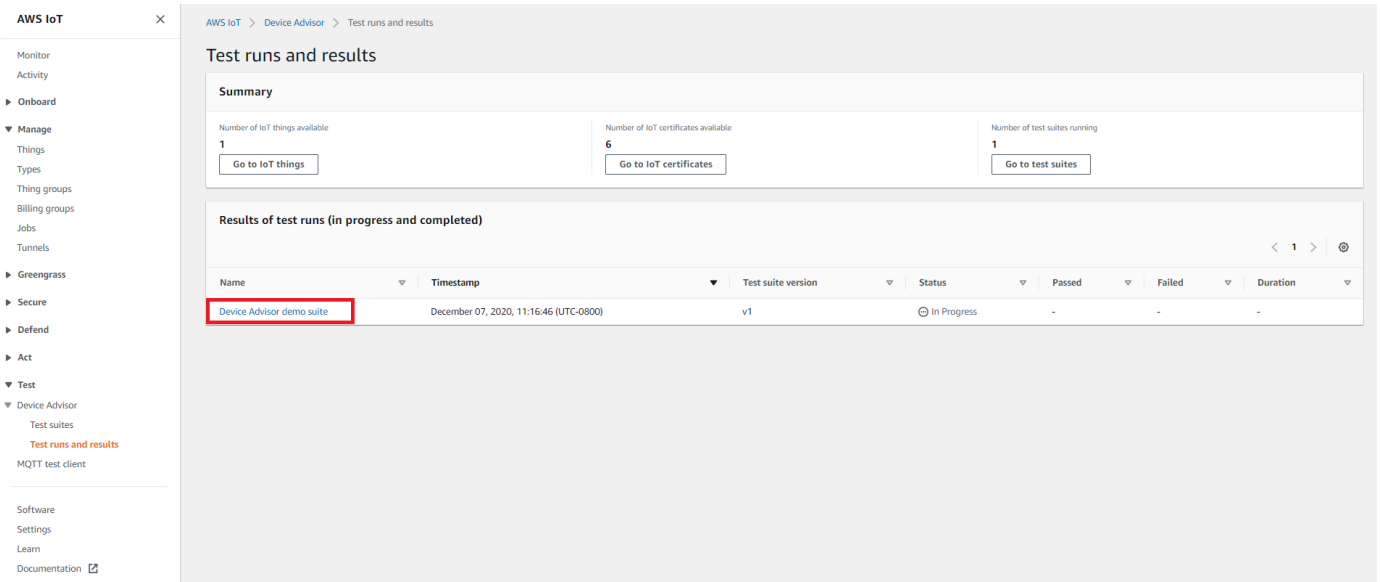 AWS IoT
Monitor
Activity
Onboard
Manage
Things
Types
Thing groups
Billing groups
Jobs
Tunnels
Greengrass
Secure
Defend
Act
Test
Device Advisor
Test suites
Test runs and results
MQTT test client
Software
Settings
Learn
Documentation
AWS IoT > Device Advisor > Test runs and results
Test runs and results
Summary
Number of IoT things available
1
Go to IoT things
Number of IoT certificates available
6
Go to IoT certificates
Number of test suites running
1
Go to test suites
Results of test runs (in progress and completed)
< 1 >
Name Timestamp Test suite version Status Passed Failed Duration
Device Advisor demo suite December 07, 2020, 11:16:46 (UTC-0800) v1 In Progress - - -